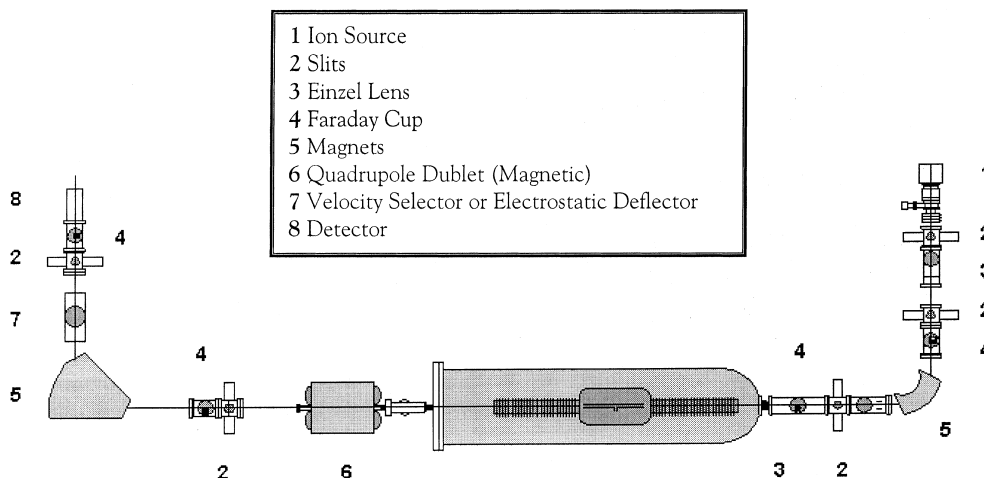 1 Ion Source
2 Slits
3 Einzel Lens
4 Faraday Cup
5 Magnets
6 Quadrupole Dublet (Magnetic)
7 Velocity Selector or Electrostatic Deflector
8 Detector
8
4
2
7
4
5
2
6
4
3
2
5
2
3
2
4